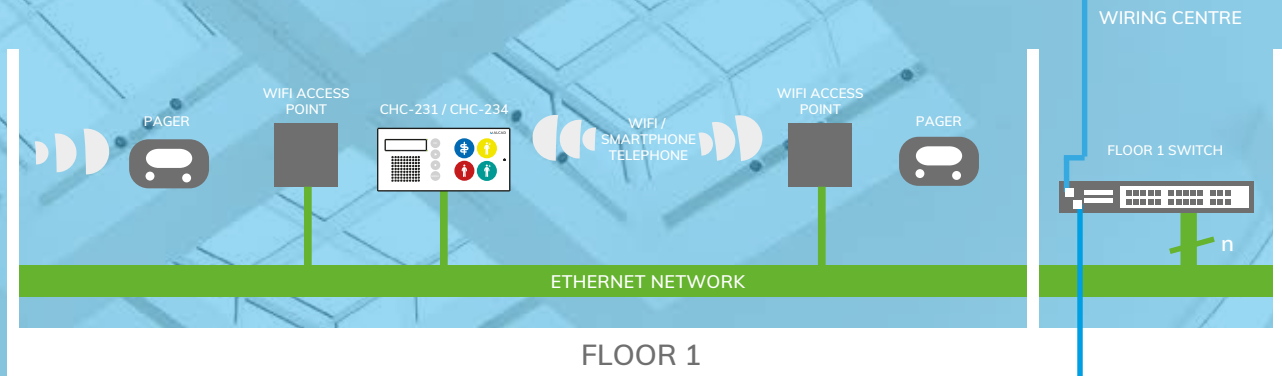 WIRING CENTRE
WIFI ACCESS
POINT
CHC-231 / CHC-234
WIFI ACCESS
POINT
PAGER
WIFI /
SMARTPHONE
TELEPHONE
PAGER
FLOOR 1 SWITCH
n
ETHERNET NETWORK
FLOOR 1